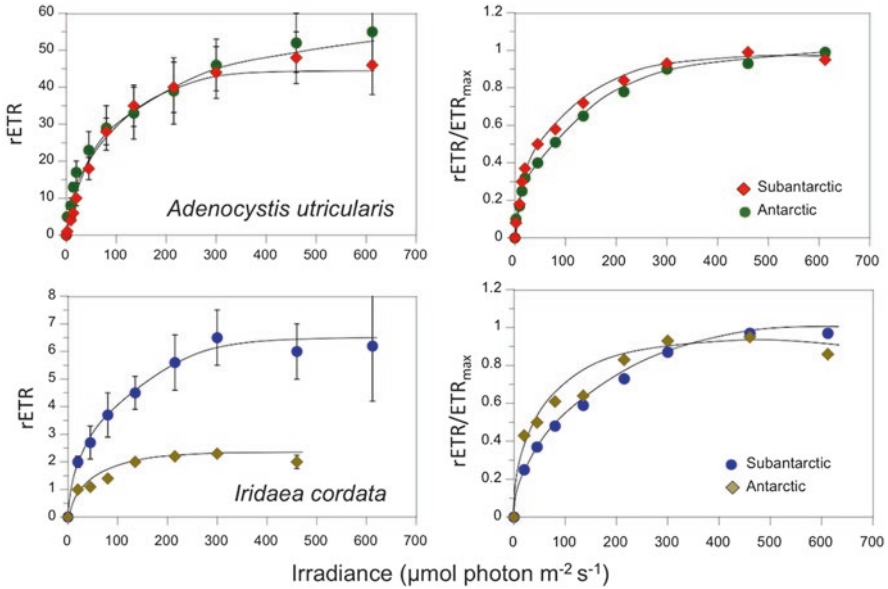 60
50
40
30
20
10
0
rETR
0 100 200 300 400 500 600 700
Adenocystis utricularis
1.2
1
0.8
0.6
0.4
0.2
0
rETR/ETRmax
0 100 200 300 400 500 600 700
Subantarctic
Antarctic
8
7
6
5
4
3
2
1
0
rETR
0 100 200 300 400 500 600 700
Iridaea cordata
1.2
1
0.8
0.6
0.4
0.2
0
rETR/ETRmax
0 100 200 300 400 500 600 700
Subantarctic
Antarctic
Irradiance (µmol photon m⁻² s⁻¹)